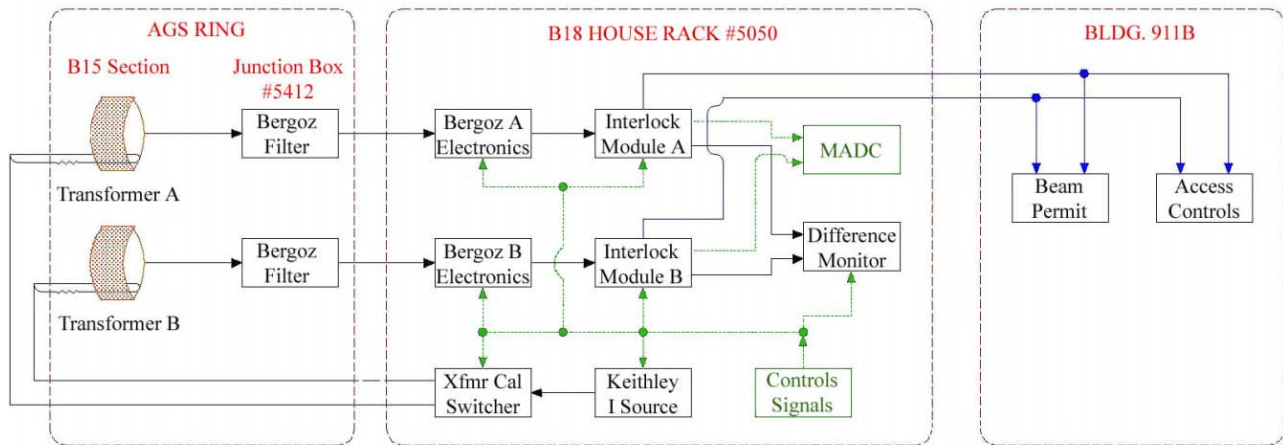 AGS RING
B18 HOUSE RACK #5050
BLDG. 911B
B15 Section
Junction Box
#5412
Bergoz
Filter
Bergoz A
Electronics
Interlock
Module A
MADC
Transformer A
Beam
Permit
Access
Controls
Bergoz
Filter
Bergoz B
Electronics
Interlock
Module B
Difference
Monitor
Transformer B
Xfmr Cal
Switcher
Keithley
I Source
Controls
Signals